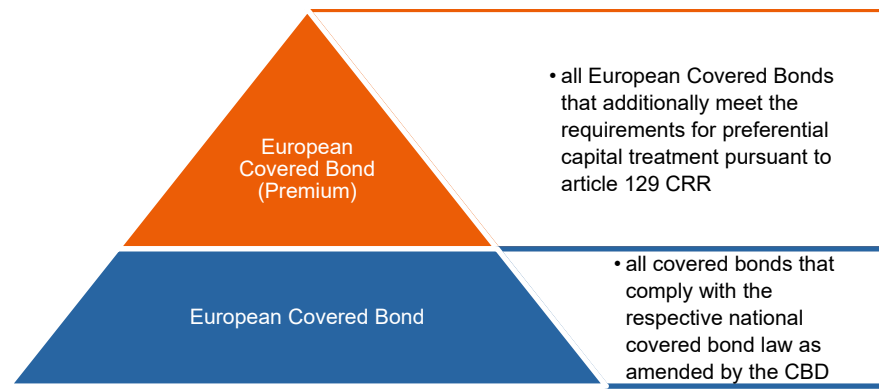 European
Covered Bond
(Premium)
• all European Covered Bonds
that additionally meet the
requirements for preferential
capital treatment pursuant to
article 129 CRR
European Covered Bond
• all covered bonds that
comply with the
respective national
covered bond law as
amended by the CBD